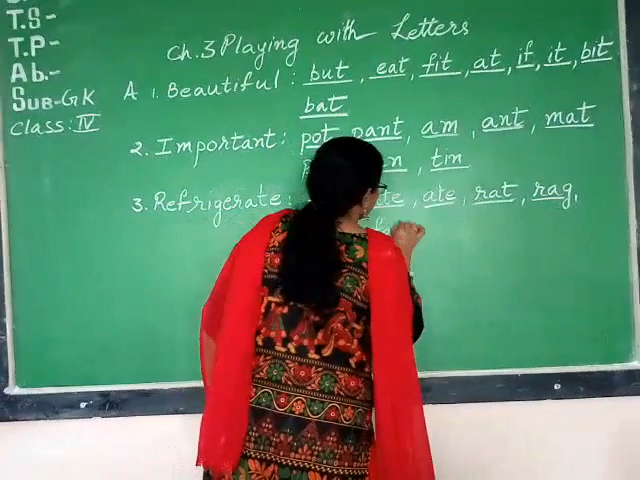 T.S-
T.P-
Ab.-
Sub-GK
Class: IV
Ch.3 Playing with Letters
A 1. Beautiful : but, eat, fit, at, if, it, bit
bat
2. Important : pot, pant, am, ant, mat
tin
3. Refrigerate : ate, rat, rag,